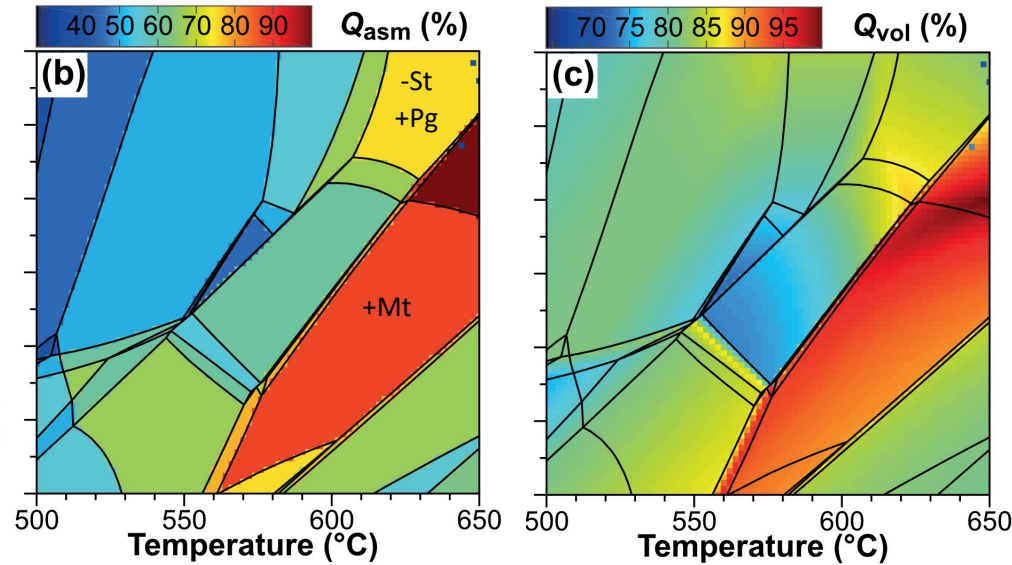 40 50 60 70 80 90 Qasm (%)
(b)
-St
+Pg
+Mt
500 550 600 650
Temperature (°C)
70 75 80 85 90 95 Qvol (%)
(c)
500 550 600 650
Temperature (°C)